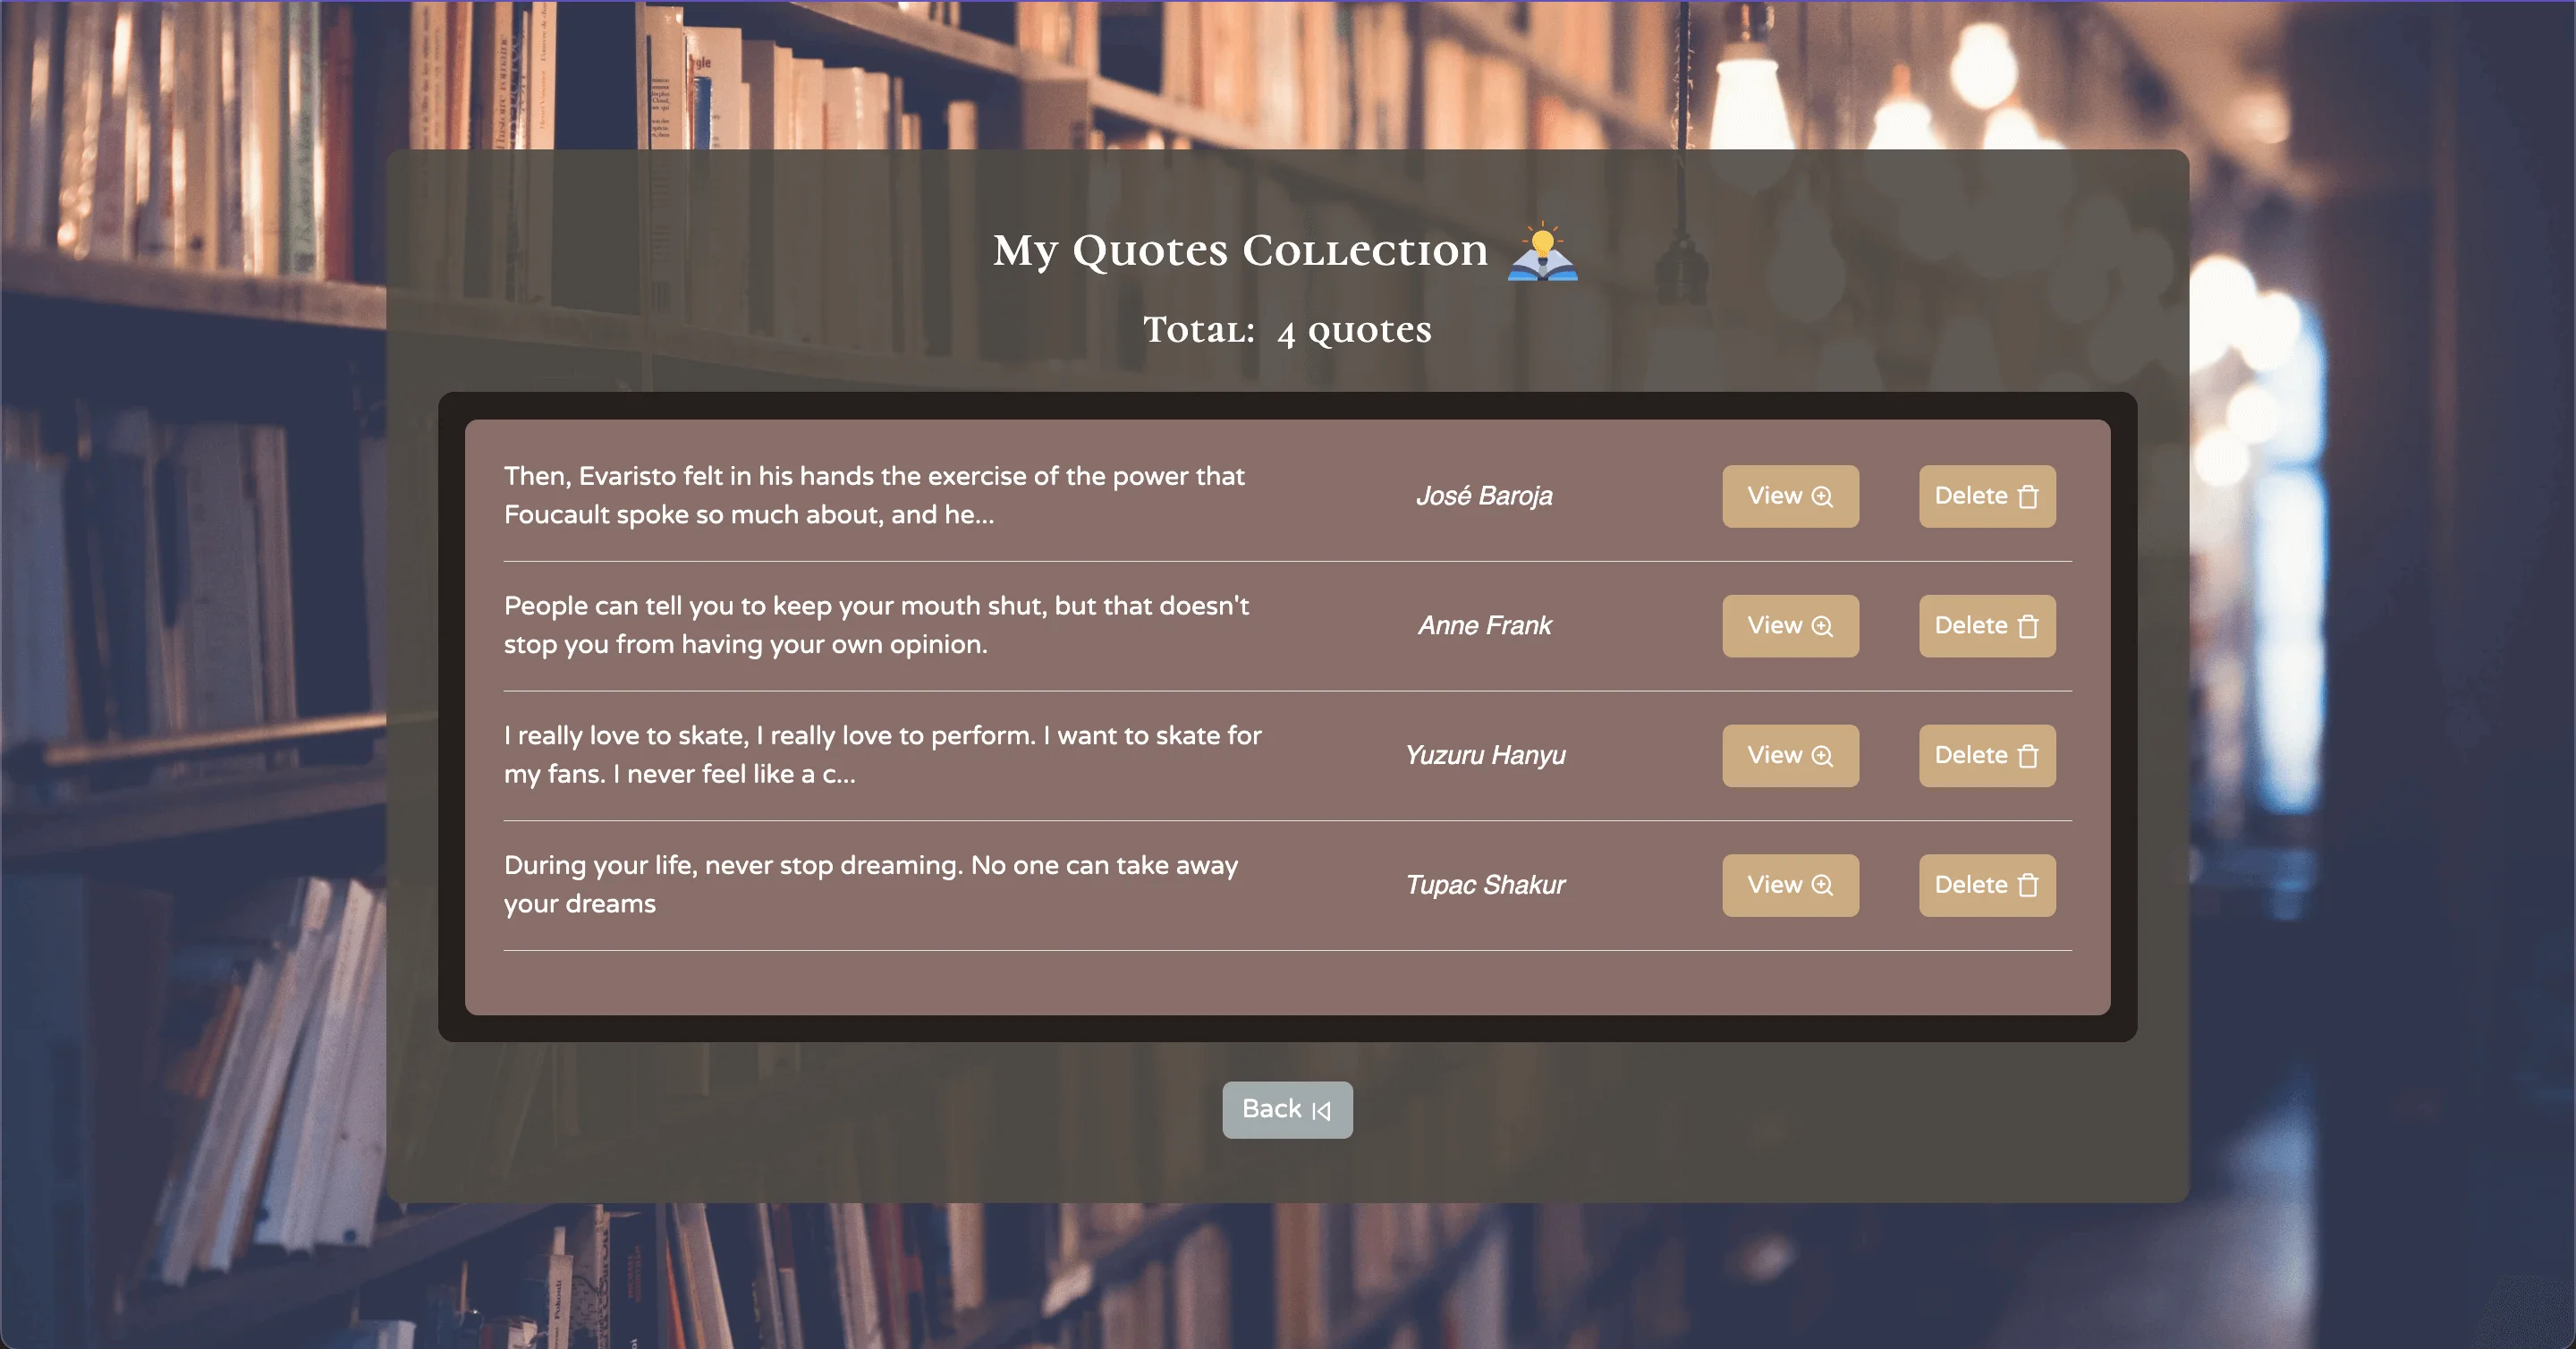 My Quotes Collection
Total: 4 quotes
Then, Evaristo felt in his hands the exercise of the power that
Foucault spoke so much about, and he...
José Baroja
View
Delete
People can tell you to keep your mouth shut, but that doesn't
stop you from having your own opinion.
Anne Frank
View
Delete
I really love to skate, I really love to perform. I want to skate for
my fans. I never feel like a c...
Yuzuru Hanyu
View
Delete
During your life, never stop dreaming. No one can take away
your dreams
Tupac Shakur
View
Delete
Back